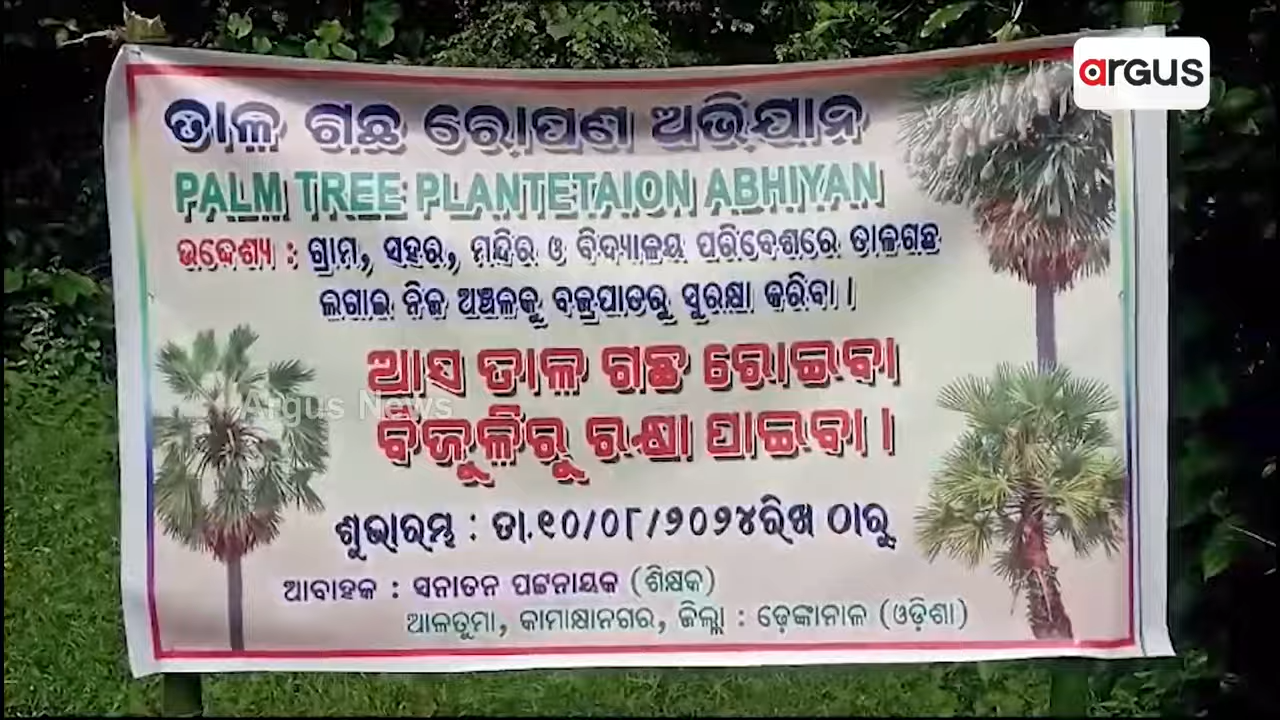 argus
ତାଳ ଗଛ ରୋପଣ ଅଭିଯାନ
PALM TREE PLANTETAION ABHIYAN
ଉଦ୍ଦେଶ୍ୟ : ଗ୍ରାମ, ସହର, ମନ୍ଦିର ଓ ବିଦ୍ୟାଳୟ ପରିବେଶରେ ତାଳଗଛ
ଲଗାଇ ନିଜ ଅଞ୍ଚଳକୁ ବଜ୍ରପାତରୁ ସୁରକ୍ଷା କରିବା ।
ଆସ ତାଳ ଗଛ ରୋଇବା
Argus News
ବିଜୁଳିରୁ ରକ୍ଷା ପାଇବା ।
ଶୁଭାରମ୍ଭ : ତା.୧୦/୦୮/୨୦୨୪ରିଖ ଠାରୁ
ଆବାହକ : ସନାତନ ପଟ୍ଟନାୟକ (ଶିକ୍ଷକ)
ଆଳତୁମା, କାମାକ୍ଷାନଗର, ଜିଲ୍ଲା : ଢ଼େଙ୍କାନାଳ (ଓଡ଼ିଶା)